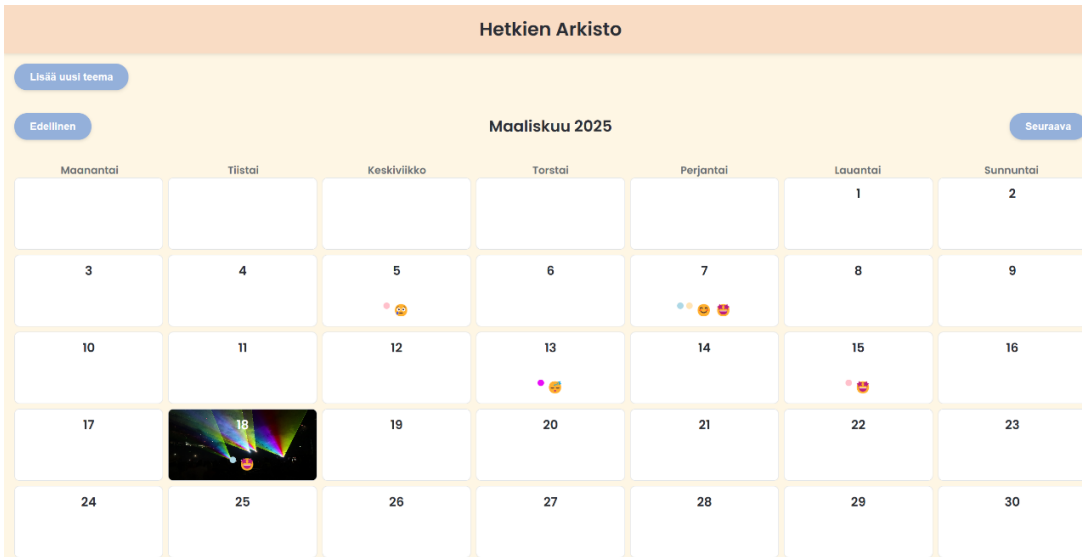 Hetkien Arkisto
Lisää uusi teema
Edellinen Maaliskuu 2025 Seuraava
Maanantai Tiistai Keskiviikko Torstai Perjantai Lauantai Sunnuntai
1 2
3 4 5 6 7 8 9
10 11 12 13 14 15 16
17 18 19 20 21 22 23
24 25 26 27 28 29 30